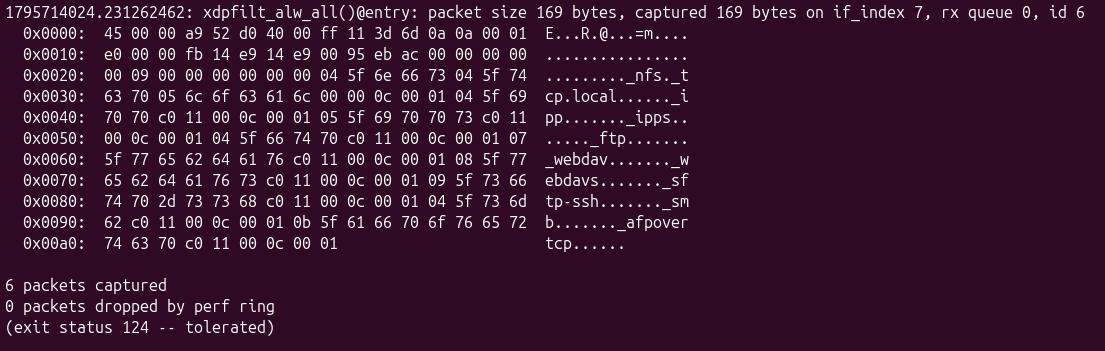 1795714024.231262462: xdpfilt_alw_all()@entry: packet size 169 bytes, captured 169 bytes on if_index 7, rx queue 0, id 6
  0x0000:  45 00 00 a9 52 d0 40 00 ff 11 3d 6d 0a 0a 00 01  E...R.@...=m....
  0x0010:  e0 00 00 fb 14 e9 14 e9 00 95 eb ac 00 00 00 00  ................
  0x0020:  00 09 00 00 00 00 00 00 04 5f 6e 66 73 04 5f 74  ........._nfs._t
  0x0030:  63 70 05 6c 6f 63 61 6c 00 00 0c 00 01 04 5f 69  cp.local......_i
  0x0040:  70 70 c0 11 00 0c 00 01 05 5f 69 70 70 73 c0 11  pp......._ipps..
  0x0050:  00 0c 00 01 04 5f 66 74 70 c0 11 00 0c 00 01 07  ....._ftp.......
  0x0060:  5f 77 65 62 64 61 76 c0 11 00 0c 00 01 08 5f 77  _webdav......._w
  0x0070:  65 62 64 61 76 73 c0 11 00 0c 00 01 09 5f 73 66  ebdavs......._sf
  0x0080:  74 70 2d 73 73 68 c0 11 00 0c 00 01 04 5f 73 6d  tp-ssh......._sm
  0x0090:  62 c0 11 00 0c 00 01 0b 5f 61 66 70 6f 76 65 72  b......._afpover
  0x00a0:  74 63 70 c0 11 00 0c 00 01                       tcp......

6 packets captured
0 packets dropped by perf ring
(exit status 124 -- tolerated)